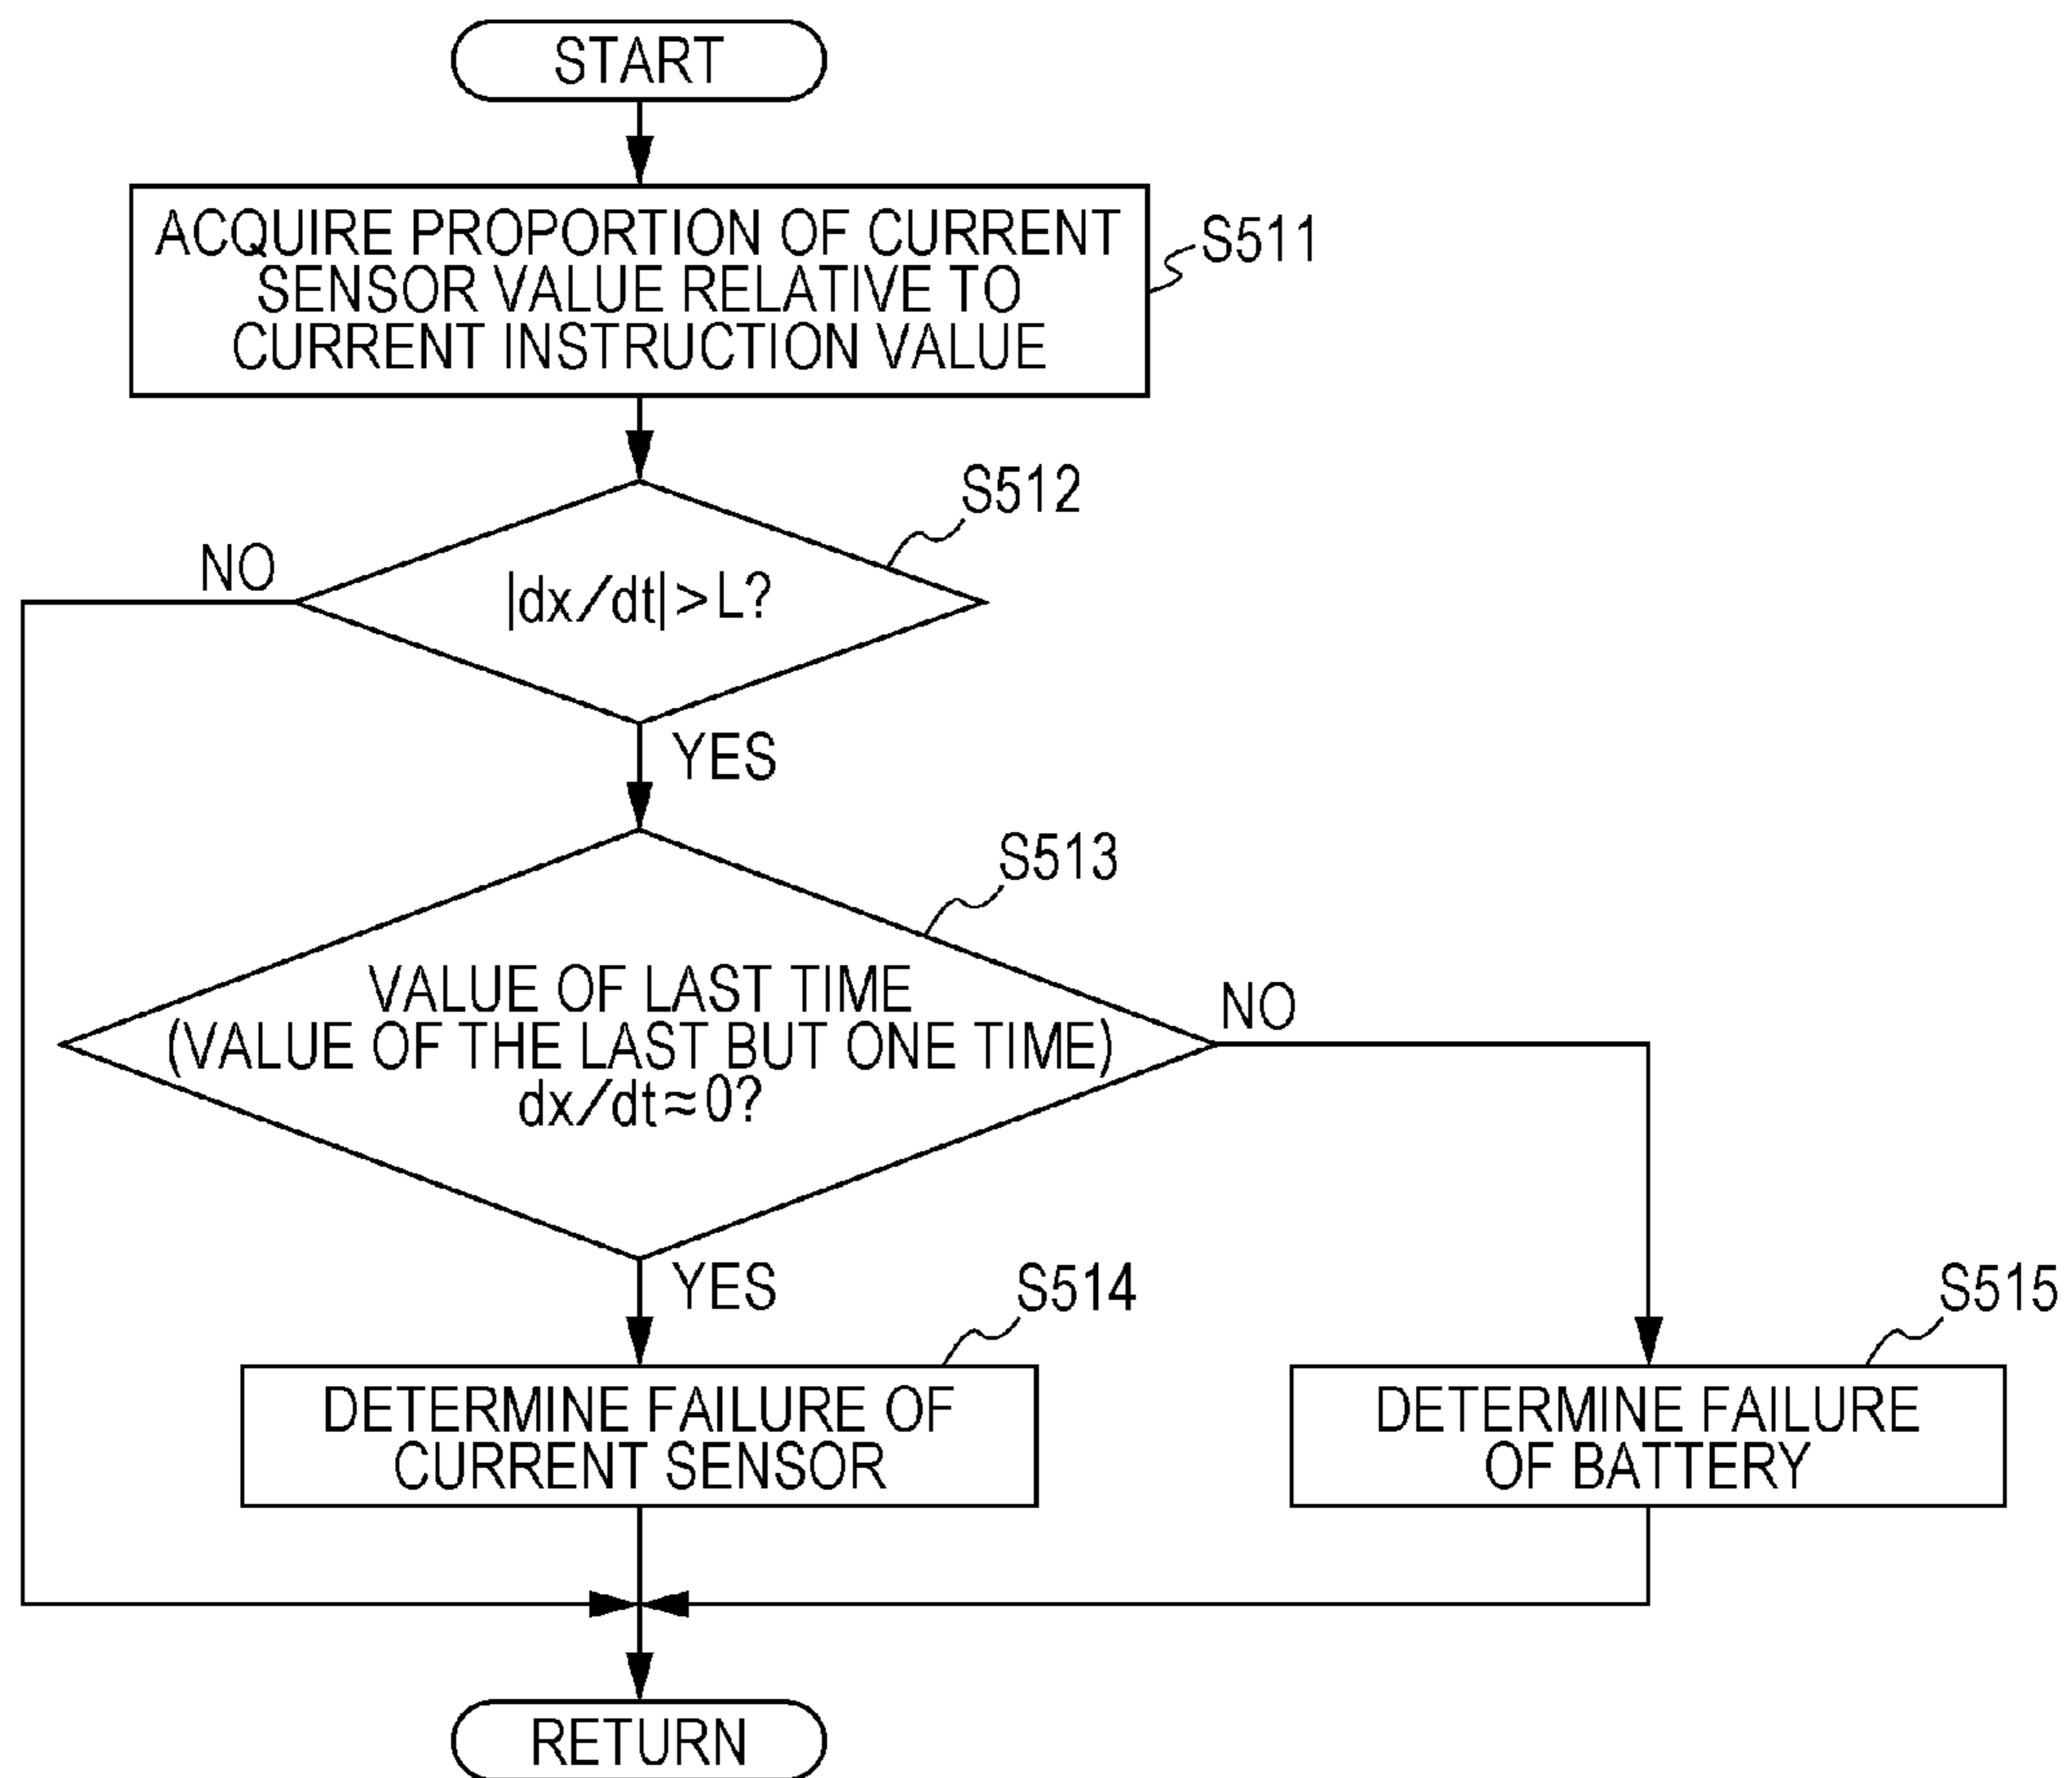 START
ACQUIRE PROPORTION OF CURRENT
SENSOR VALUE RELATIVE TO
CURRENT INSTRUCTION VALUE
S511
S512
NO
|dx/dt|>L?
YES
S513
VALUE OF LAST TIME
(VALUE OF THE LAST BUT ONE TIME)
dx/dt≈0?
NO
YES
S514
DETERMINE FAILURE OF
CURRENT SENSOR
S515
DETERMINE FAILURE
OF BATTERY
RETURN